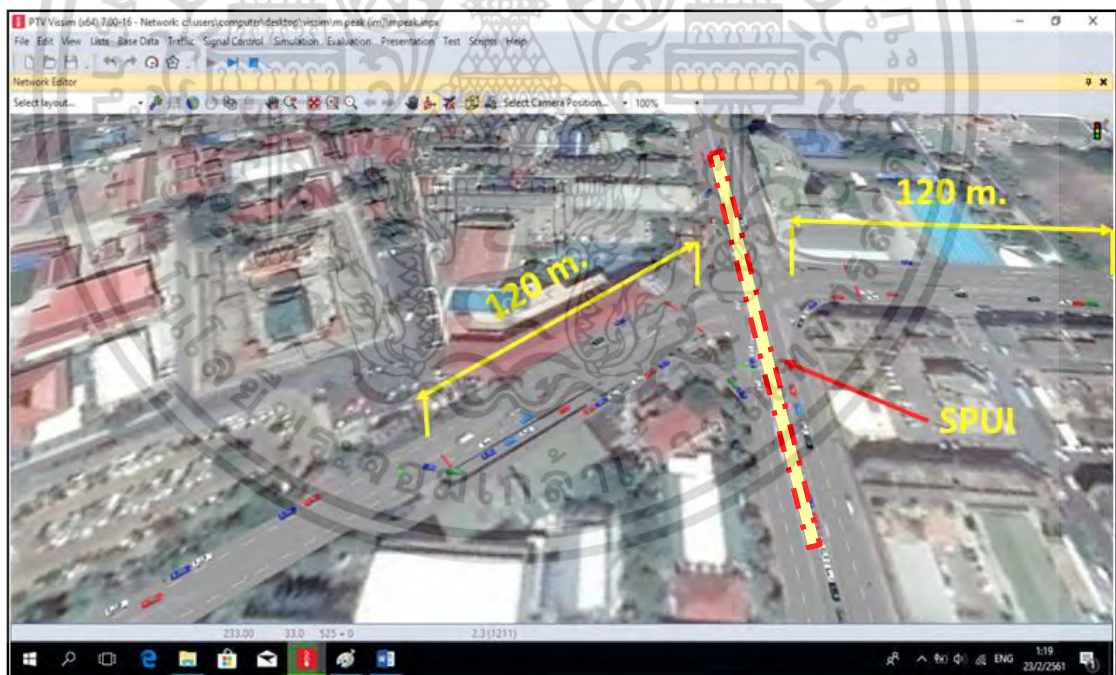 PTV Vissim (x64) 7.00-16 - Network: c:\users\computer\desktop\vissim\m peak (im)\mpeak.inpx
File Edit View Lists Base Data Traffic Signal Control Simulation Evaluation Presentation Test Scripts Help
Network Editor
Select layout... Select Camera Position... 100%
120 m.
120 m.
SPUI
233.00 33.0 525 + 0 2.3 (1211)
ENG 1:19
23/2/2561